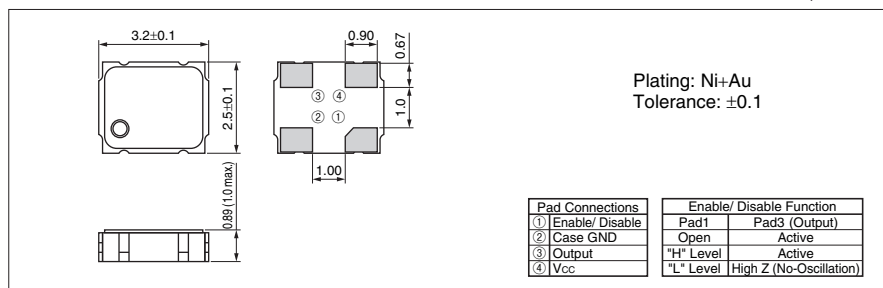 3.2±0.1
0.90
0.67
2.5±0.1
1.0
③ ④
② ①
1.00
0.89 (1.0 max.)
Plating: Ni+Au
Tolerance: ±0.1
Pad Connections
① Enable/ Disable
② Case GND
③ Output
④ Vcc
Enable/ Disable Function
Pad1 Pad3 (Output)
Open Active
"H" Level Active
"L" Level High Z (No-Oscillation)